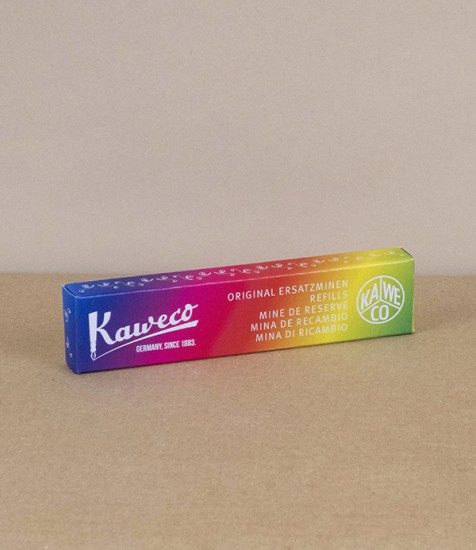 Kaweco
GERMANY, SINCE 1883.
ORIGINAL ERSATZMINEN
REFILLS
MINE DE RESERVE
MINA DE RECAMBIO
MINA DI RICAMBIO
KA WE
CO